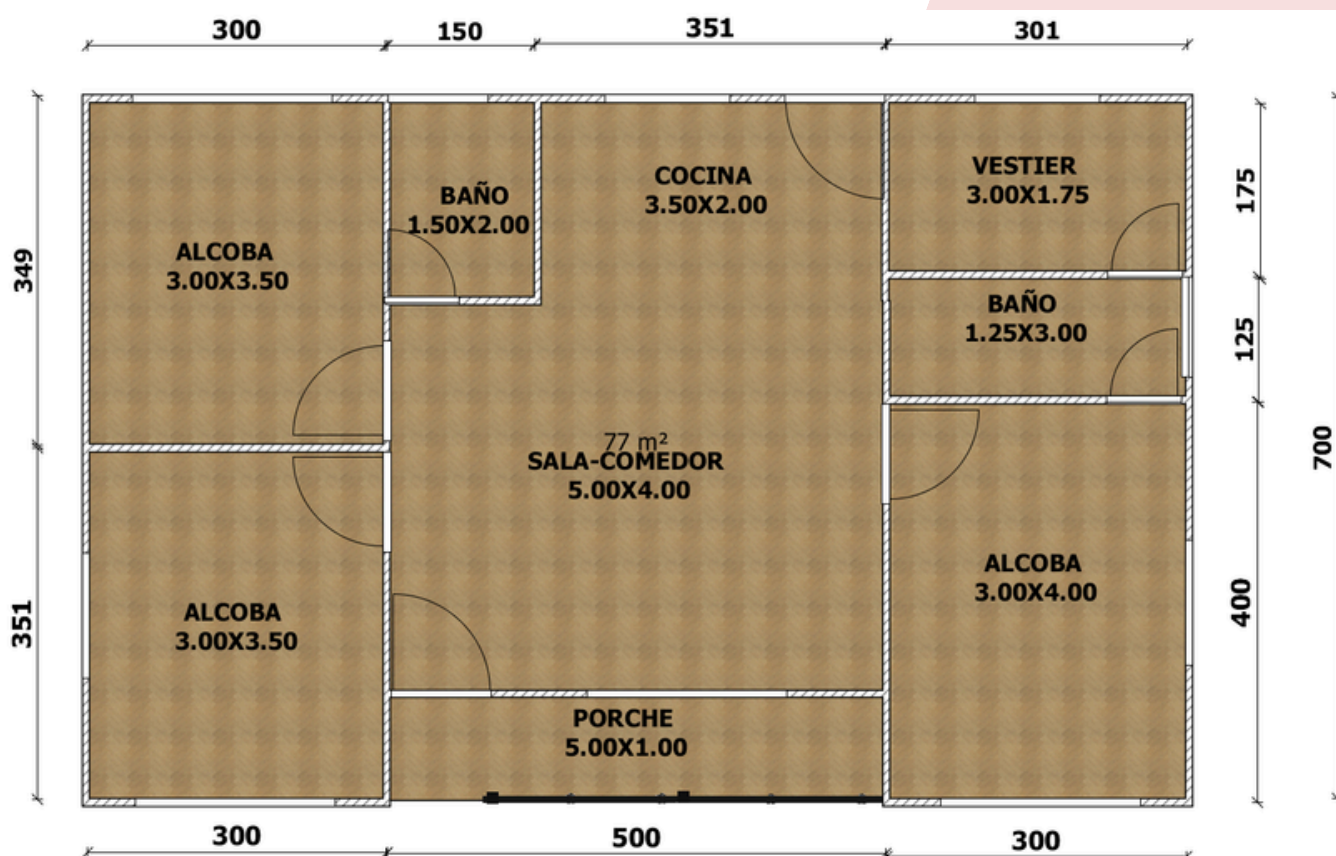 300
150
351
301
ALCOBA
3.00X3.50
BAÑO
1.50X2.00
COCINA
3.50X2.00
VESTIER
3.00X1.75
BAÑO
1.25X3.00
349
175
125
700
77 m²
SALA-COMEDOR
5.00X4.00
ALCOBA
3.00X3.50
ALCOBA
3.00X4.00
351
400
PORCHE
5.00X1.00
300
500
300